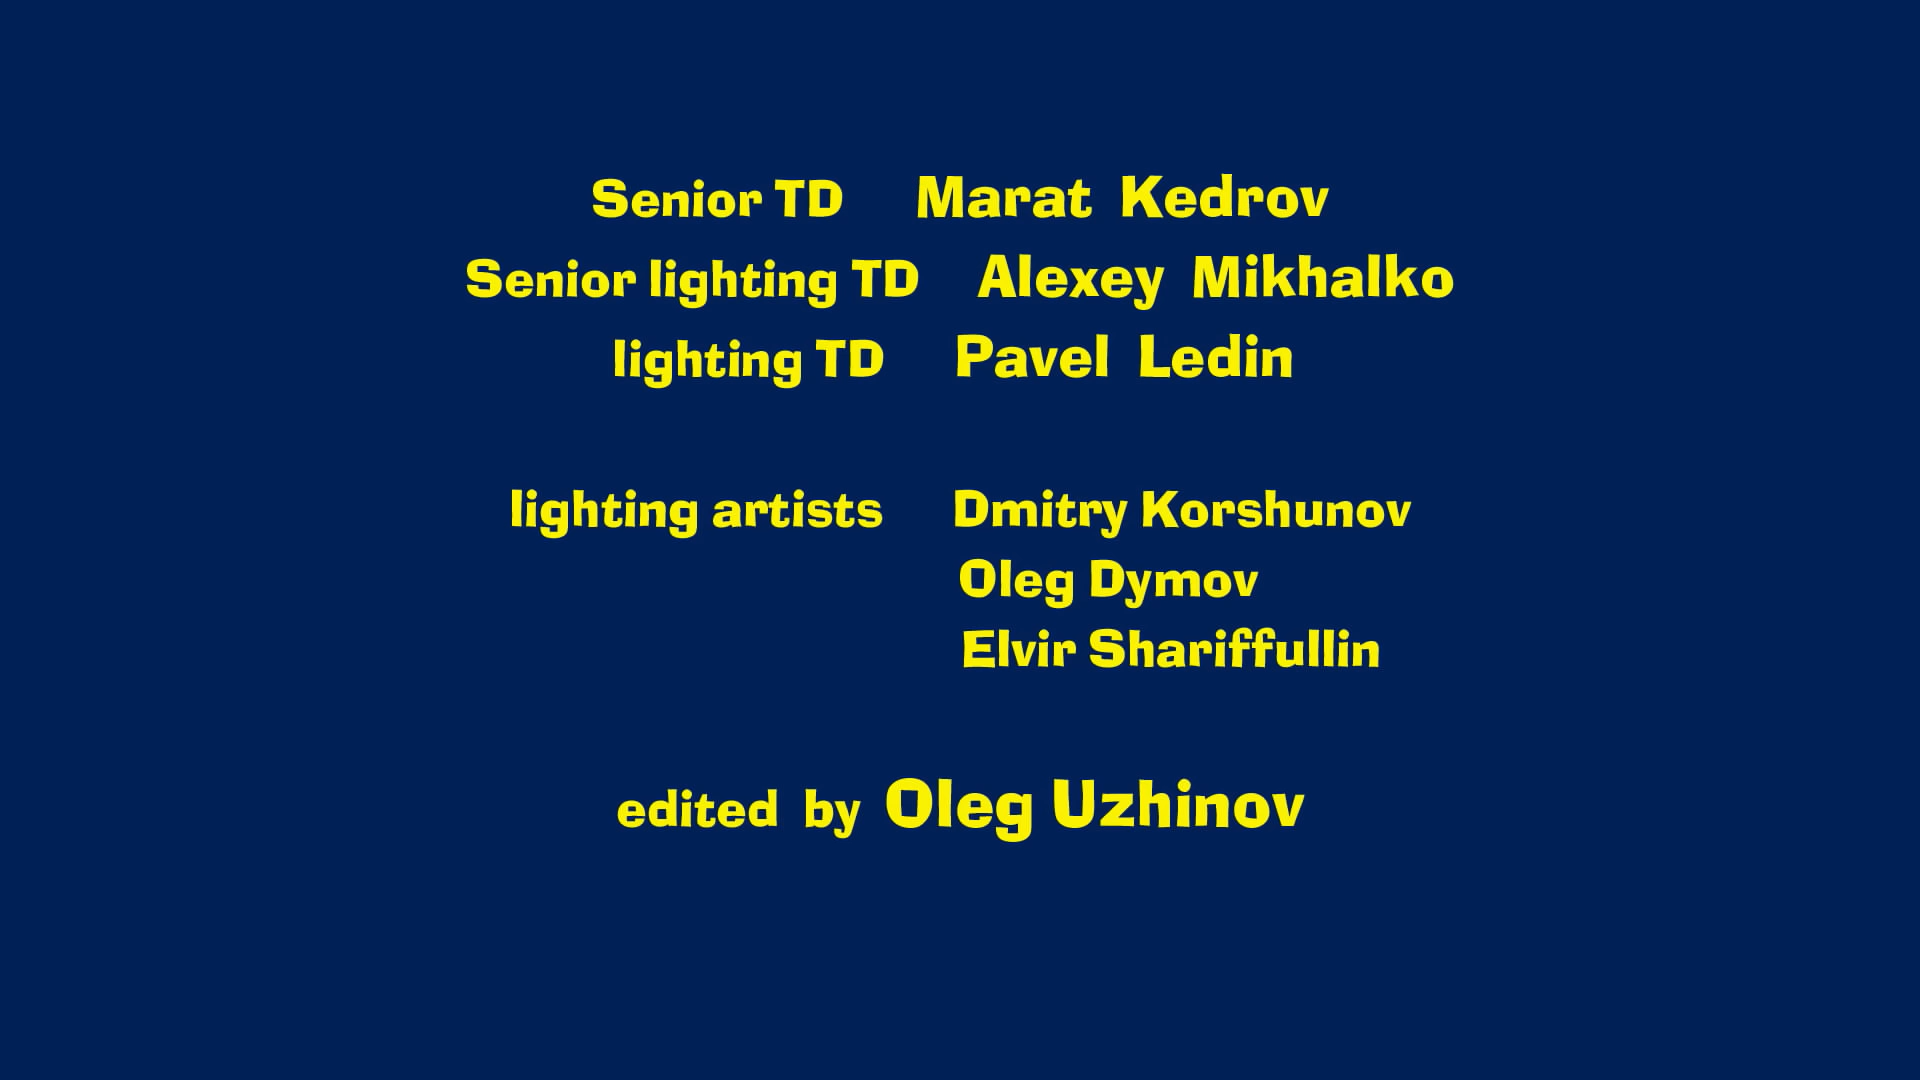 Senior TD Marat Kedrov
Senior lighting TD Alexey Mikhalko
lighting TD Pavel Ledin
lighting artists Dmitry Korshunov
Oleg Dymov
Elvir Shariffullin
edited by Oleg Uzhinov